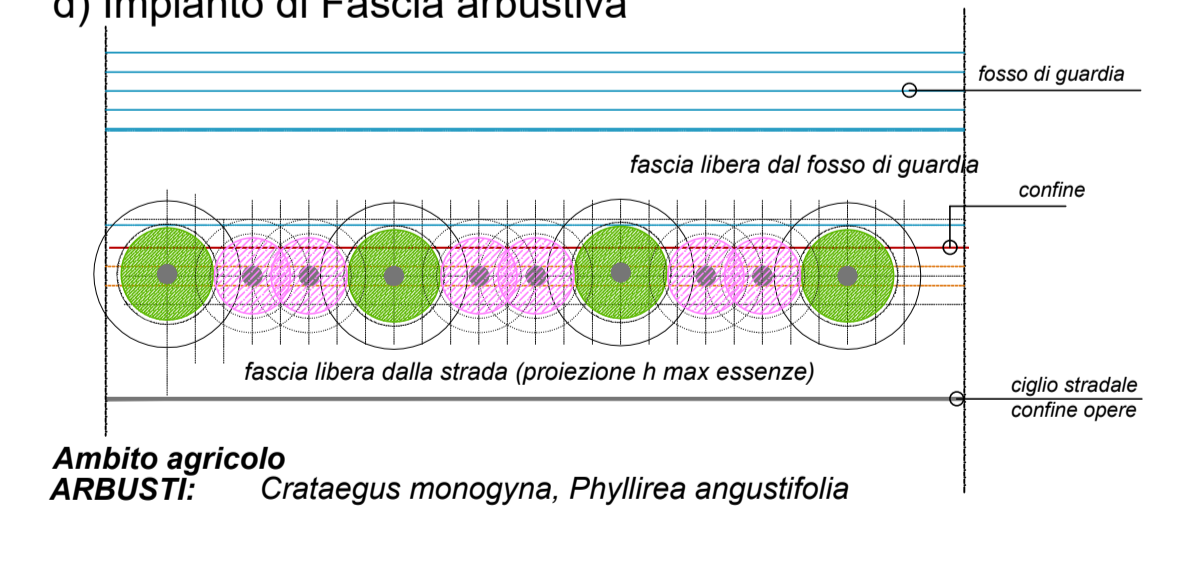 d) Impianto di Fascia arbustiva
fosso di guardia
fascia libera dal fosso di guardia
confine
fascia libera dalla strada (proiezione h max essenze)
ciglio stradale
confine opere
Ambito agricolo
ARBUSTI: Crataegus monogyna, Phyllirea angustifolia